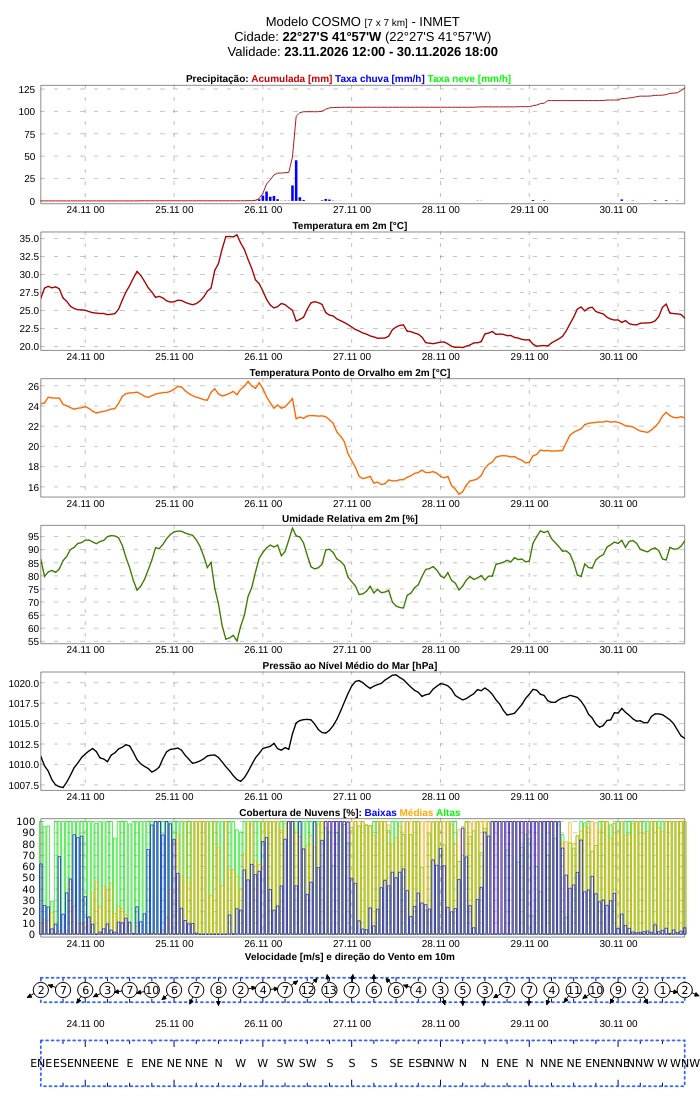 Modelo COSMO [7 x 7 km] - INMET
Cidade: 22°27'S 41°57'W (22°27'S 41°57'W)
Validade: 23.11.2026 12:00 - 30.11.2026 18:00
Precipitação: Acumulada [mm] Taxa chuva [mm/h] Taxa neve [mm/h]
125
100
75
50
25
0
24.11 00 25.11 00 26.11 00 27.11 00 28.11 00 29.11 00 30.11 00
Temperatura em 2m [°C]
35.0
32.5
30.0
27.5
25.0
22.5
20.0
24.11 00 25.11 00 26.11 00 27.11 00 28.11 00 29.11 00 30.11 00
Temperatura Ponto de Orvalho em 2m [°C]
26
24
22
20
18
16
24.11 00 25.11 00 26.11 00 27.11 00 28.11 00 29.11 00 30.11 00
Umidade Relativa em 2m [%]
95
90
85
80
75
70
65
60
55
24.11 00 25.11 00 26.11 00 27.11 00 28.11 00 29.11 00 30.11 00
Pressão ao Nível Médio do Mar [hPa]
1020.0
1017.5
1015.0
1012.5
1010.0
1007.5
24.11 00 25.11 00 26.11 00 27.11 00 28.11 00 29.11 00 30.11 00
Cobertura de Nuvens [%]: Baixas Médias Altas
100
90
80
70
60
50
40
30
20
10
0
24.11 00 25.11 00 26.11 00 27.11 00 28.11 00 29.11 00 30.11 00
Velocidade [m/s] e direção do Vento em 10m
2 7 6 3 7 10 6 7 8 2 4 7 12 13 7 6 6 4 3 5 3 7 7 4 11 10 9 2 1 2
24.11 00 25.11 00 26.11 00 27.11 00 28.11 00 29.11 00 30.11 00
ENE ESE NNE ENE E ENE NE NNE N W W SW SW S S S SE ESE NNW N N ENE N NNE NE ENE NNE NNW W WNW